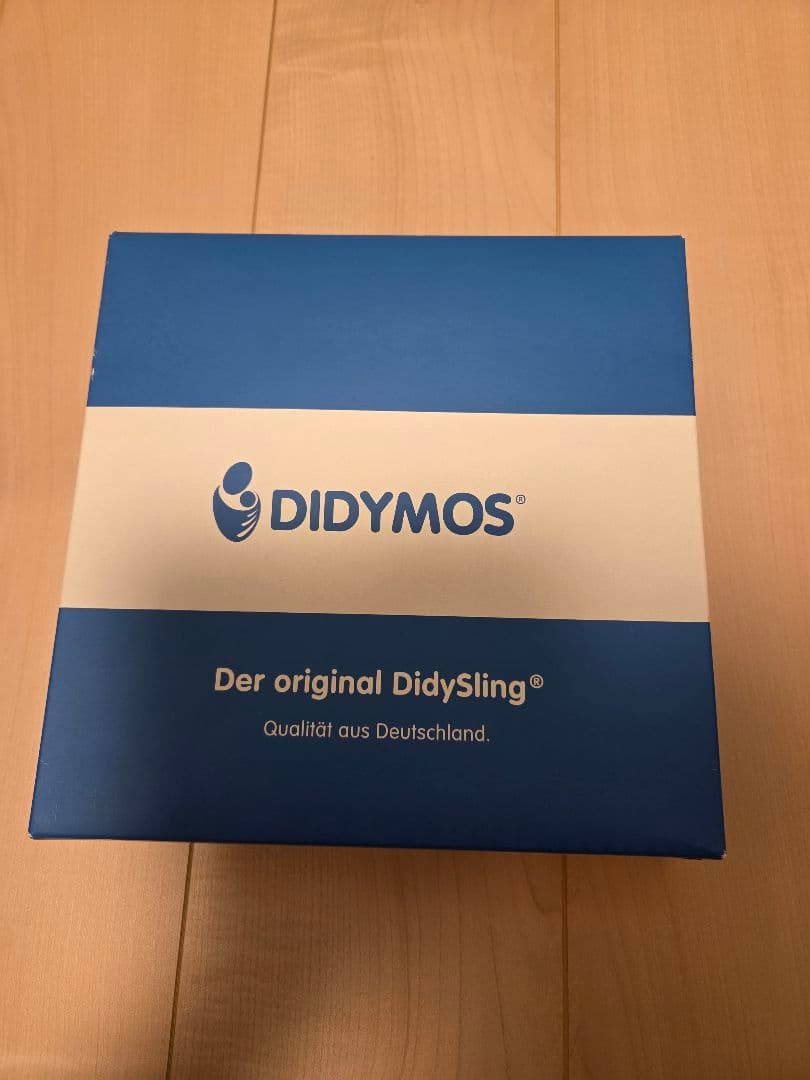 DIDYMOS®
Der original DidySling®
Qualität aus Deutschland.